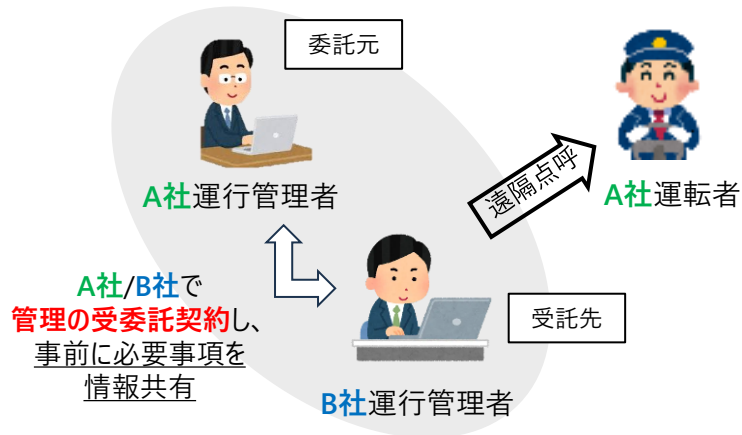 委託元
A社運行管理者
遠隔点呼
A社運転者
A社/B社で
管理の受委託契約し、
事前に必要事項を
情報共有
受託先
B社運行管理者